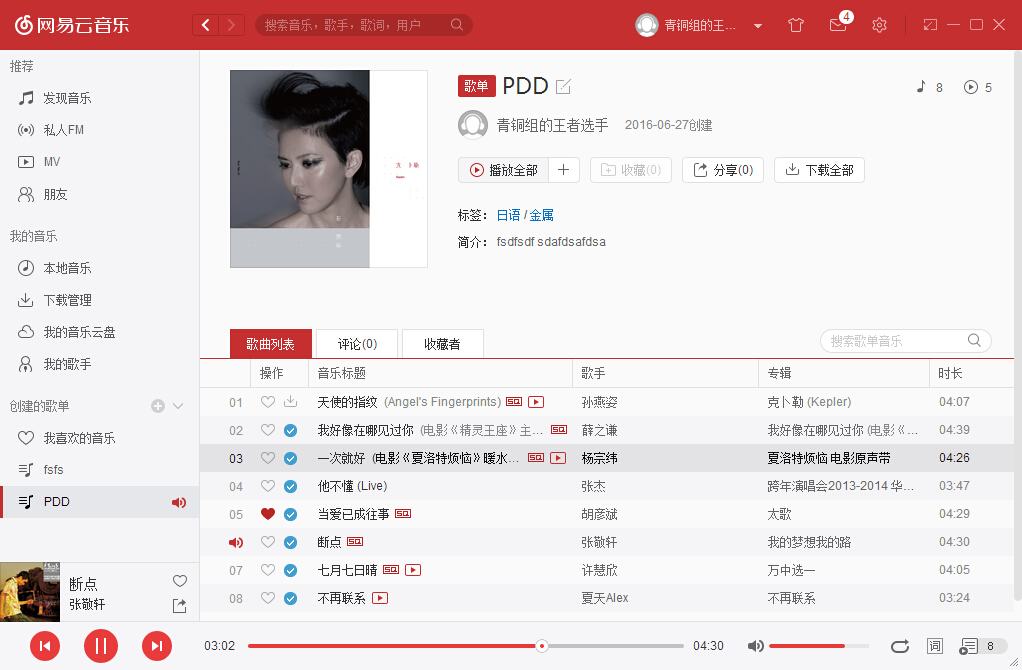 网易云音乐
搜索音乐，歌手，歌词，用户
青铜组的王...
4
推荐
发现音乐
私人FM
MV
朋友
我的音乐
本地音乐
下载管理
我的音乐云盘
我的歌手
创建的歌单
我喜欢的音乐
fsfs
PDD
断点
张敬轩
歌单 PDD
8 5
青铜组的王者选手 2016-06-27创建
播放全部 收藏(0) 分享(0) 下载全部
标签： 日语 / 金属
简介： fsdfsdf sdafdsafdsa
歌曲列表 评论(0) 收藏者 搜索歌单音乐
操作 音乐标题 歌手 专辑 时长
01 天使的指纹 (Angel's Fingerprints) SQ 孙燕姿 克卜勒 (Kepler) 04:07
02 我好像在哪见过你 (电影《精灵王座》主... SQ 薛之谦 我好像在哪见过你 (电影《... 04:39
03 一次就好 (电影《夏洛特烦恼》暖水... SQ 杨宗纬 夏洛特烦恼 电影原声带 04:26
04 他不懂 (Live) 张杰 跨年演唱会2013-2014 华... 03:47
05 当爱已成往事 SQ 胡彦斌 太歌 04:29
断点 SQ 张敬轩 我的梦想我的路 04:30
07 七月七日晴 SQ 许慧欣 万中选一 04:05
08 不再联系 夏天Alex 不再联系 03:24
03:02 04:30 词 8